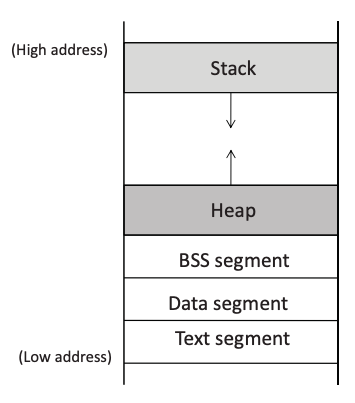 (High address)
Stack
Heap
BSS segment
Data segment
Text segment
(Low address)